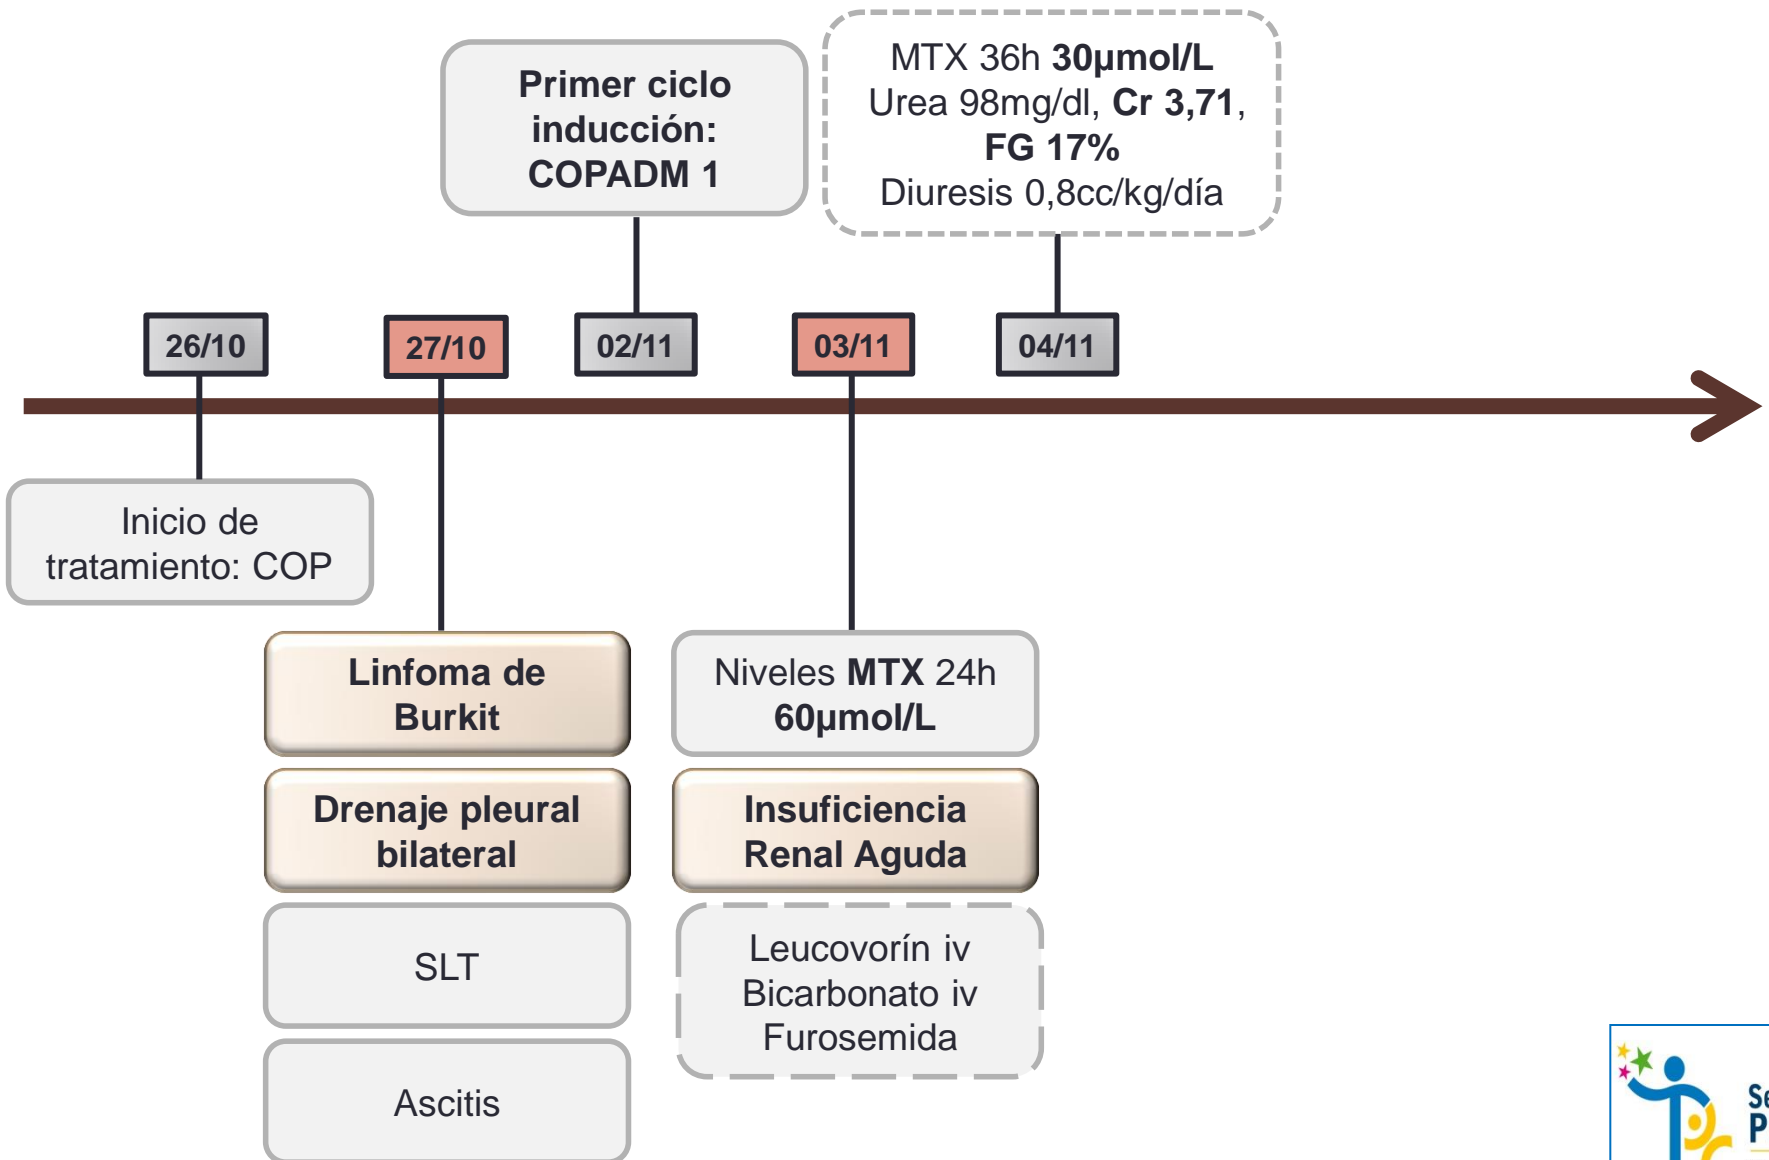 Primer ciclo
inducción:
COPADM 1
MTX 36h 30µmol/L
Urea 98mg/dl, Cr 3,71,
FG 17%
Diuresis 0,8cc/kg/día
26/10
27/10
02/11
03/11
04/11
Inicio de
tratamiento: COP
Linfoma de
Burkit
Drenaje pleural
bilateral
SLT
Ascitis
Niveles MTX 24h
60µmol/L
Insuficiencia
Renal Aguda
Leucovorín iv
Bicarbonato iv
Furosemida